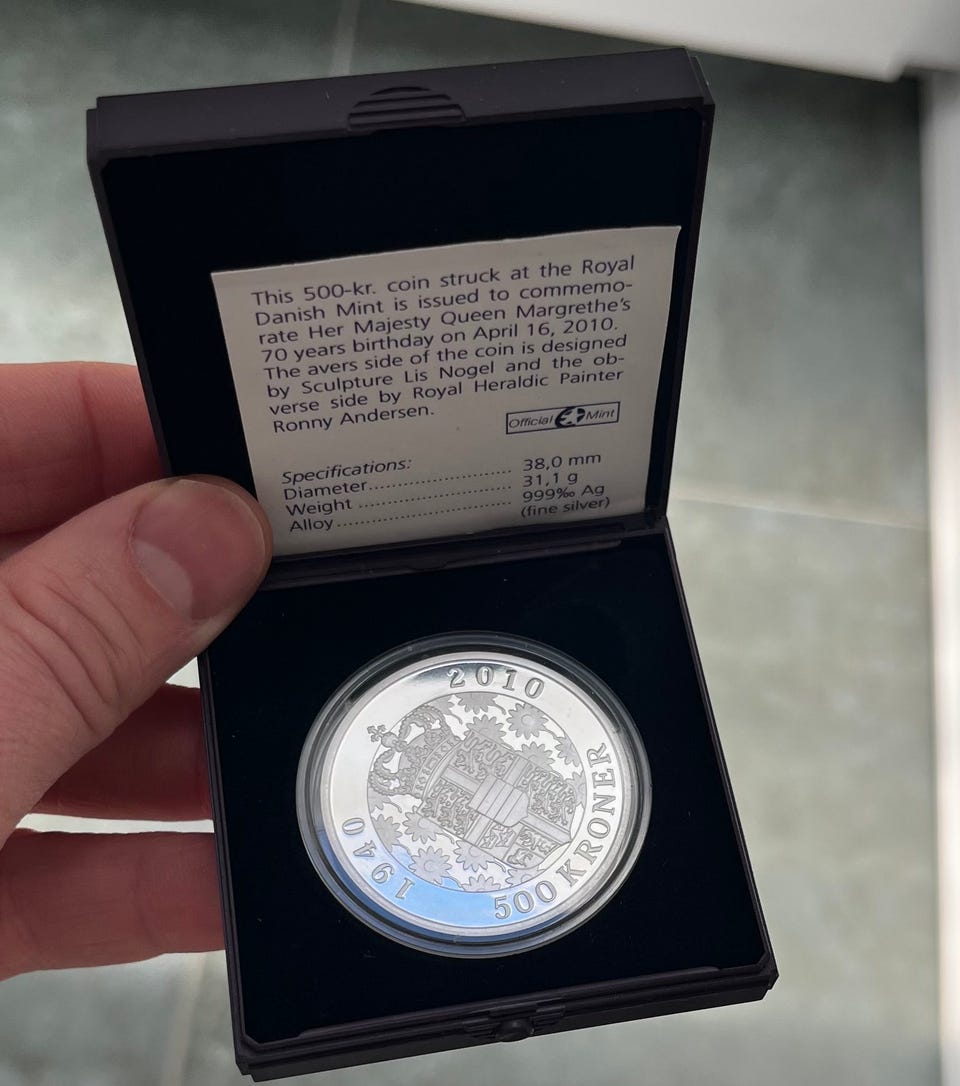 This 500-kr. coin struck at the Royal
Danish Mint is issued to commemo-
rate Her Majesty Queen Margrethe's
70 years birthday on April 16, 2010.
The avers side of the coin is designed
by Sculpture Lis Nogel and the ob-
verse side by Royal Heraldic Painter
Ronny Andersen.
Official Mint
Specifications:
Diameter.................... 38,0 mm
Weight .................... 31,1 g
Alloy.................... 999‰ Ag
(fine silver)
1940
2010
500 KRONER